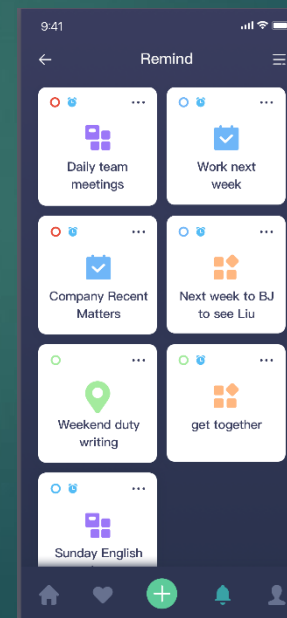 9:41
Remind
Daily team
meetings
Work next
week
Company Recent
Matters
Next week to BJ
to see Liu
Weekend duty
writing
get together
Sunday English